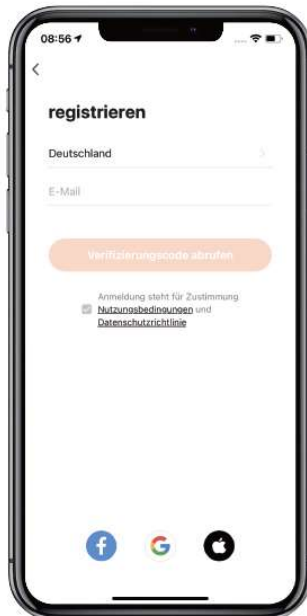 08:56
registrieren
Deutschland
E-Mail
Verifizierungscode abrufen
Anmeldung steht für Zustimmung
Nutzungsbedingungen und
Datenschutzrichtlinie